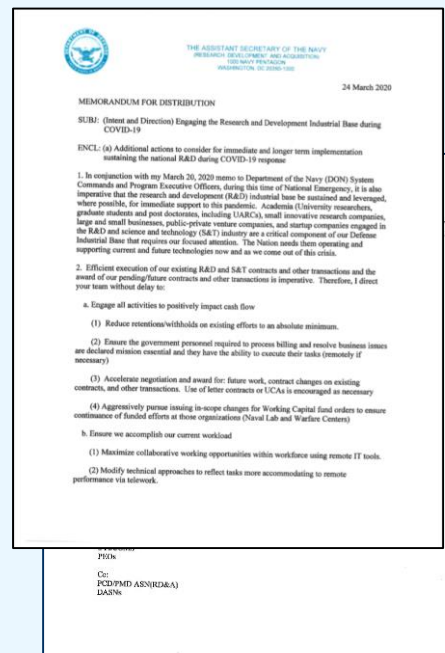 THE ASSISTANT SECRETARY OF THE NAVY
(RESEARCH, DEVELOPMENT AND ACQUISITION)
1000 NAVY PENTAGON
WASHINGTON, DC 20350-1000
24 March 2020
MEMORANDUM FOR DISTRIBUTION
SUBJ: (Intent and Direction) Engaging the Research and Development Industrial Base during
COVID-19
ENCL: (a) Additional actions to consider for immediate and longer term implementation
sustaining the national R&D during COVID-19 response
1. In conjunction with my March 20, 2020 memo to Department of the Navy (DON) System
Commands and Program Executive Officers, during this time of National Emergency, it is also
imperative that the research and development (R&D) industrial base be sustained and leveraged,
where possible, for immediate support to this pandemic. Academia (University researchers,
graduate students and post doctorates, including UARCs), small innovative research companies,
large and small businesses, public-private venture companies, and startup companies engaged in
the R&D and science and technology (S&T) industry are a critical component of our Defense
Industrial Base that requires our focused attention. The Nation needs them operating and
supporting current and future technologies now and as we come out of this crisis.
2. Efficient execution of our existing R&D and S&T contracts and other transactions and the
award of our pending/future contracts and other transactions is imperative. Therefore, I direct
your team without delay to:
a. Engage all activities to positively impact cash flow
(1) Reduce retentions/withholds on existing efforts to an absolute minimum.
(2) Ensure the government personnel required to process billing and resolve business issues
are declared mission essential and they have the ability to execute their tasks (remotely if
necessary)
(3) Accelerate negotiation and award for: future work, contract changes on existing
contracts, and other transactions. Use of letter contracts or UCAs is encouraged as necessary
(4) Aggressively pursue issuing in-scope changes for Working Capital fund orders to ensure
continuance of funded efforts at those organizations (Naval Lab and Warfare Centers)
b. Ensure we accomplish our current workload
(1) Maximize collaborative working opportunities within workforce using remote IT tools.
(2) Modify technical approaches to reflect tasks more accommodating to remote
performance via telework.
PEOs
Cc:
PCD/PMD ASN(RD&A)
DASNs